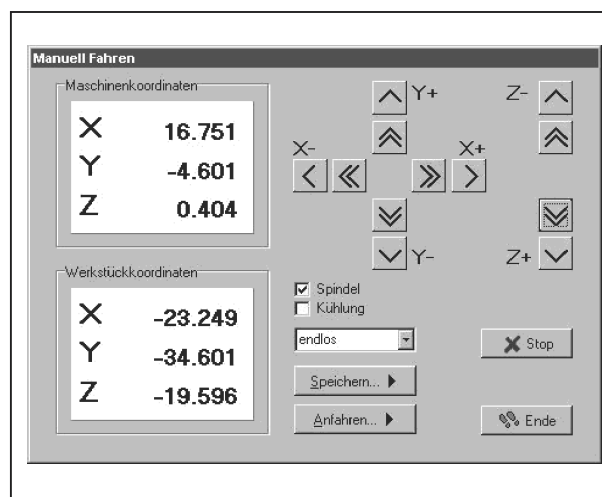 Manuell Fahren
Maschinenkoordinaten
X 16.751
Y -4.601
Z 0.404
Werkstückkoordinaten
X -23.249
Y -34.601
Z -19.596
Y+
Z-
X-
X+
Y-
Z+
Spindel
Kühlung
endlos
Stop
Speichern...
Anfahren...
Ende